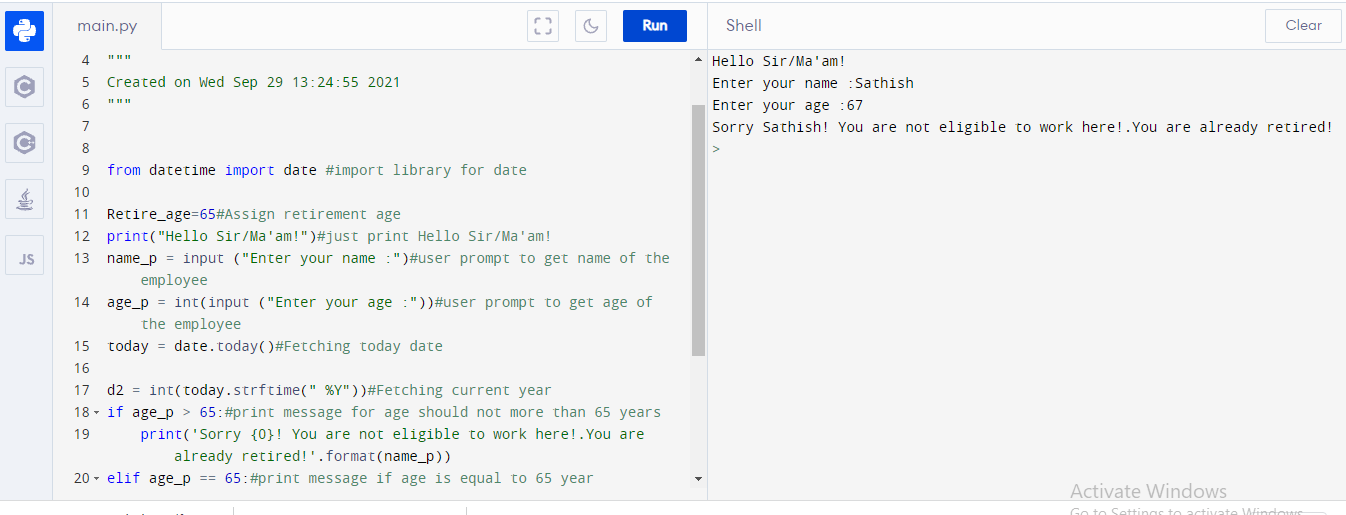 main.py
Run
Shell
Clear
4 """
5 Created on Wed Sep 29 13:24:55 2021
6 """
7
8
9 from datetime import date #import library for date
10
11 Retire_age=65#Assign retirement age
12 print("Hello Sir/Ma'am!")#just print Hello Sir/Ma'am!
13 name_p = input ("Enter your name :")#user prompt to get name of the
employee
14 age_p = int(input ("Enter your age :"))#user prompt to get age of
the employee
15 today = date.today()#Fetching today date
16
17 d2 = int(today.strftime(" %Y"))#Fetching current year
18 if age_p > 65:#print message for age should not more than 65 years
19 print('Sorry {0}! You are not eligible to work here!.You are
already retired!'.format(name_p))
20 elif age_p == 65:#print message if age is equal to 65 year
JS
Hello Sir/Ma'am!
Enter your name :Sathish
Enter your age :67
Sorry Sathish! You are not eligible to work here!.You are already retired!
>
Activate Windows
Go to Settings to activate Windows